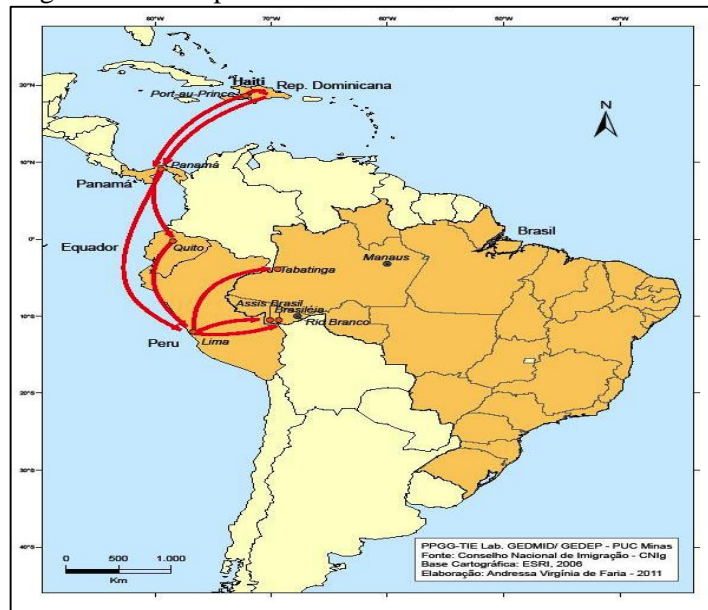 80°W
70°W
60°W
50°W
40°W
Haiti
Rep. Dominicana
Port-au-Prince
N
10°N
Panamá
Panamá
Brasil
Equador
0°
Quito
Manaus
Tabatinga
Assis Brasil
Brasiléia
10°S
Rio Branco
Peru
Lima
20°S
30°S
40°S
0 500 1.000
Km
PPGG-TIE Lab. GEDMID/ GEDEP - PUC Minas
Fonte: Conselho Nacional de Imigração - CNIg
Base Cartográfica: ESRI, 2006
Elaboração: Andressa Virgínia de Faria - 2011